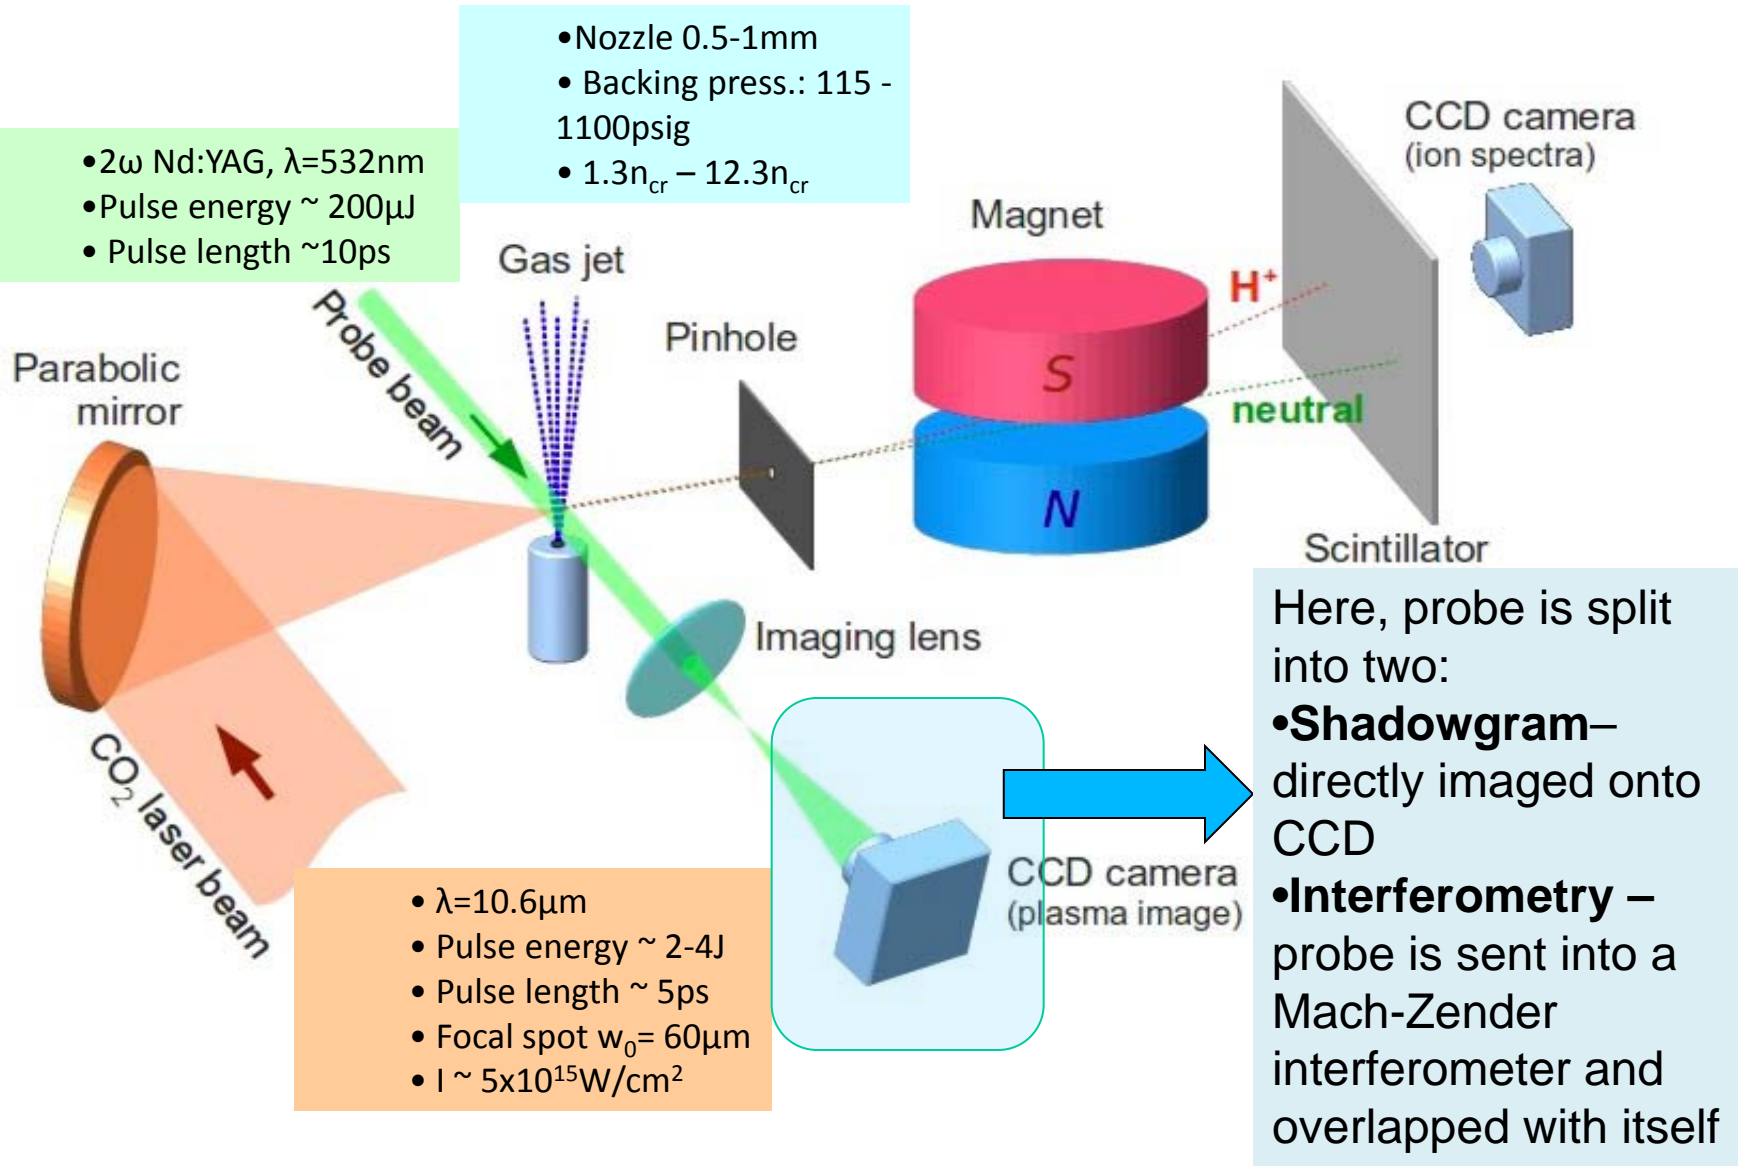 •Nozzle 0.5-1mm
• Backing press.: 115 -
1100psig
• 1.3n_cr – 12.3n_cr
•2ω Nd:YAG, λ=532nm
•Pulse energy ~ 200µJ
• Pulse length ~10ps
CCD camera
(ion spectra)
Magnet
Gas jet
H⁺
Probe beam
Pinhole
Parabolic
mirror
S
neutral
N
Scintillator
Imaging lens
CO₂ laser beam
CCD camera
(plasma image)
• λ=10.6µm
• Pulse energy ~ 2-4J
• Pulse length ~ 5ps
• Focal spot w₀= 60µm
• I ~ 5x10¹⁵W/cm²
Here, probe is split
into two:
•Shadowgram–
directly imaged onto
CCD
•Interferometry –
probe is sent into a
Mach-Zender
interferometer and
overlapped with itself